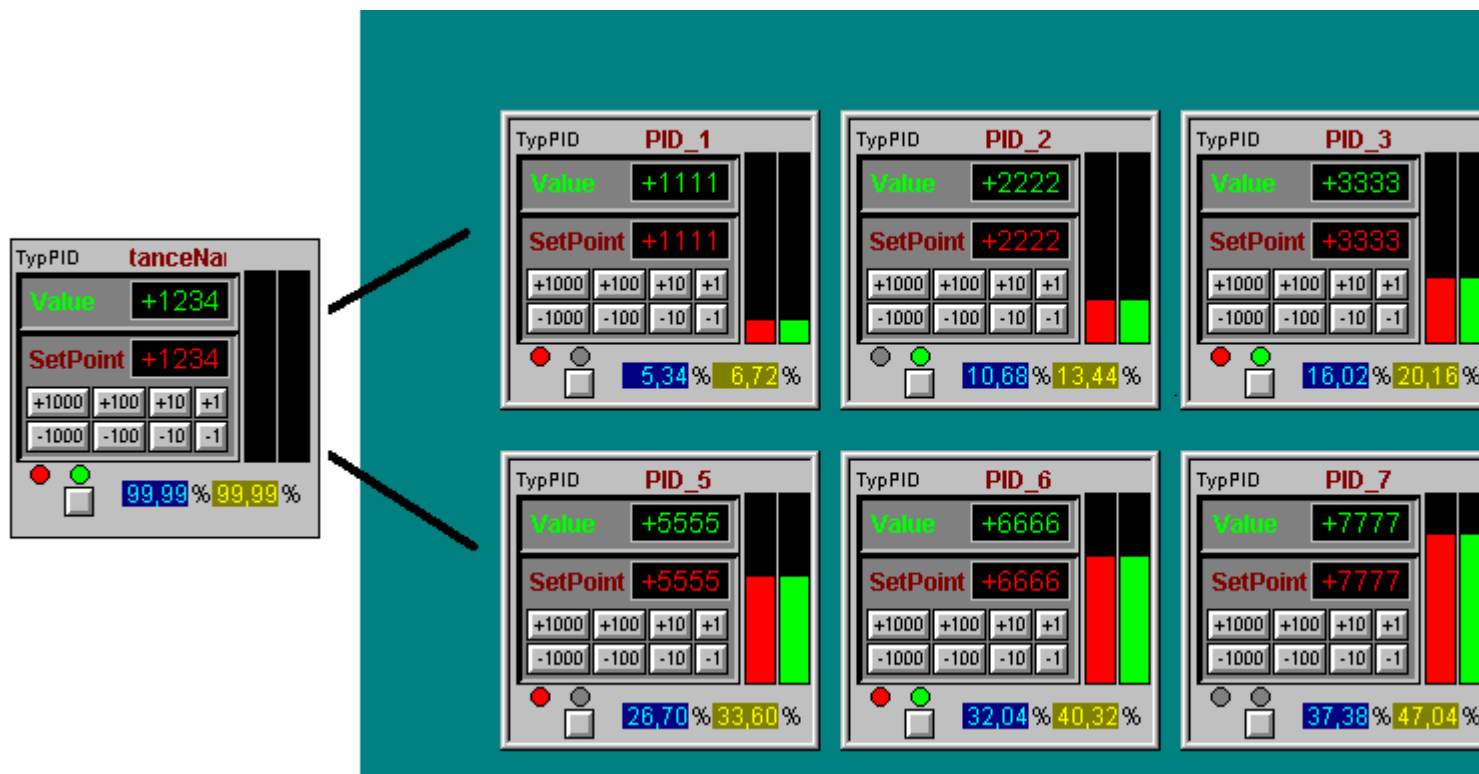 TypPID tanceNar
Value +1234
SetPoint +1234
+1000 +100 +10 +1
-1000 -100 -10 -1
99,99 % 99,99 %
TypPID PID_1
Value +1111
SetPoint +1111
+1000 +100 +10 +1
-1000 -100 -10 -1
5,34 % 6,72 %
TypPID PID_2
Value +2222
SetPoint +2222
+1000 +100 +10 +1
-1000 -100 -10 -1
10,68 % 13,44 %
TypPID PID_3
Value +3333
SetPoint +3333
+1000 +100 +10 +1
-1000 -100 -10 -1
16,02 % 20,16 %
TypPID PID_5
Value +5555
SetPoint +5555
+1000 +100 +10 +1
-1000 -100 -10 -1
26,70 % 33,60 %
TypPID PID_6
Value +6666
SetPoint +6666
+1000 +100 +10 +1
-1000 -100 -10 -1
32,04 % 40,32 %
TypPID PID_7
Value +7777
SetPoint +7777
+1000 +100 +10 +1
-1000 -100 -10 -1
37,38 % 47,04 %